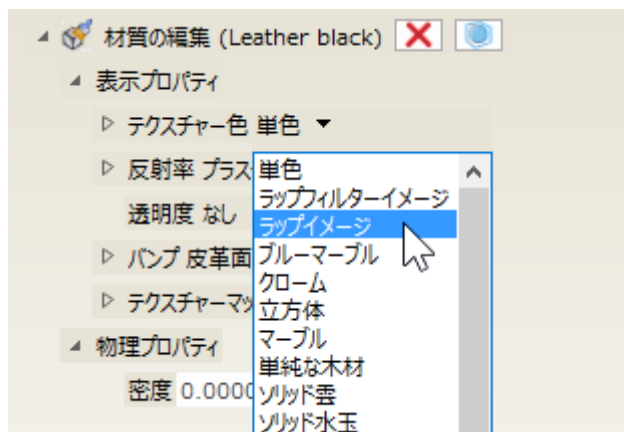 材質の編集 (Leather black)
表示プロパティ
テクスチャー色 単色
反射率 プラス
透明度 なし
バンプ 皮革面
テクスチャーマッ
物理プロパティ
密度 0.0000
単色
ラップフィルターイメージ
ラップイメージ
ブルーマーブル
クローム
立方体
マーブル
単純な木材
ソリッド雲
ソリッド水玉